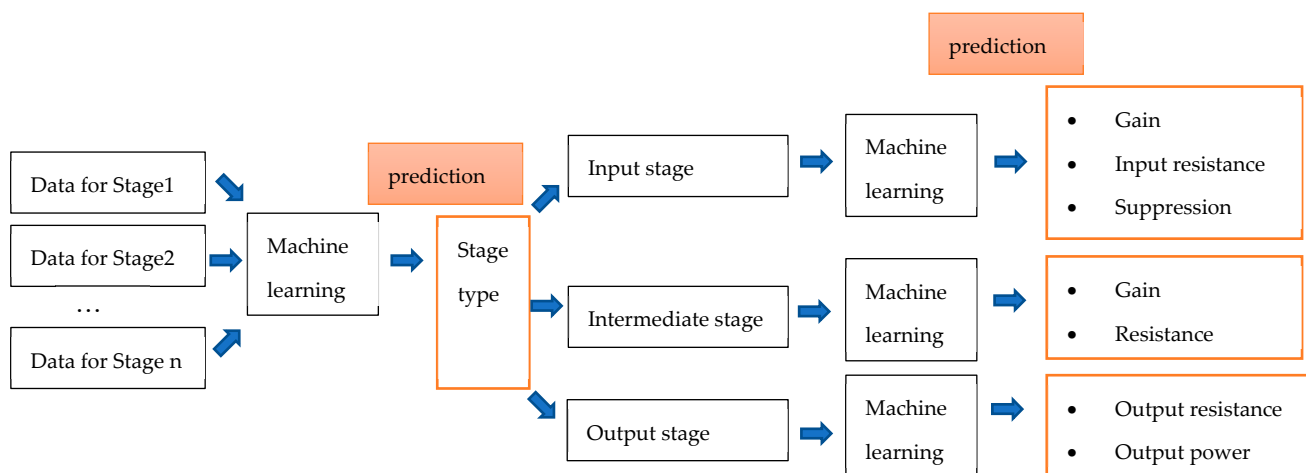 prediction
prediction
Data for Stage1
Data for Stage2
…
Data for Stage n
Machine
learning
Stage
type
Input stage
Intermediate stage
Output stage
Machine
learning
Machine
learning
Machine
learning
• Gain
• Input resistance
• Suppression
• Gain
• Resistance
• Output resistance
• Output power